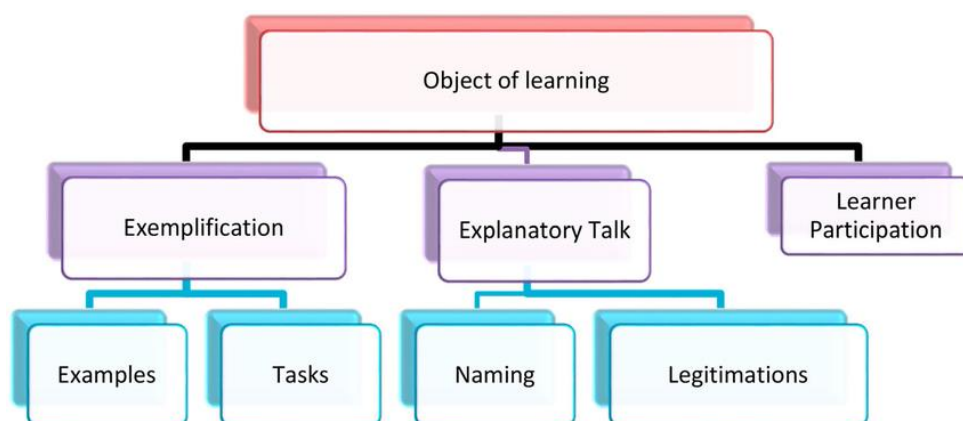 Object of learning
Exemplification
Explanatory Talk
Learner
Participation
Examples
Tasks
Naming
Legitimations